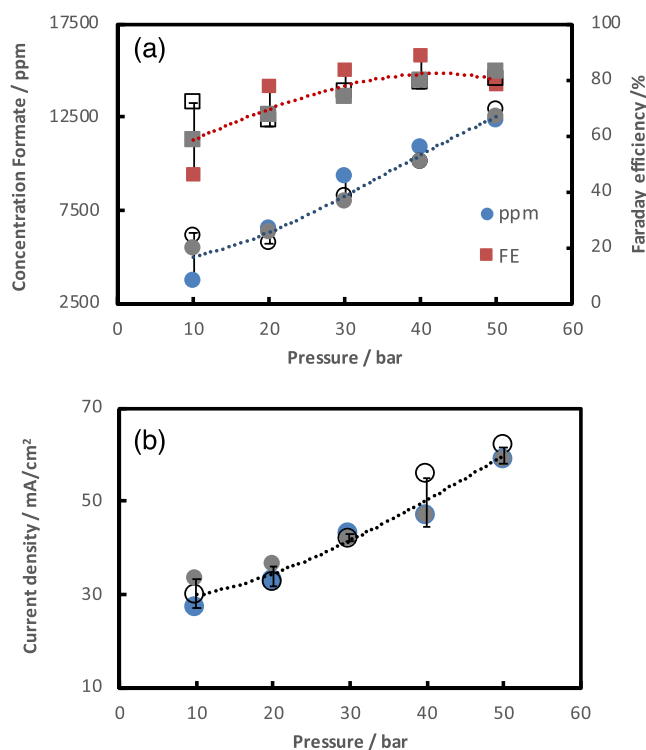 (a)
Concentration Formate / ppm
17500
12500
7500
2500
100
80
60
40
20
0
Faraday efficiency /%
ppm
FE
0 10 20 30 40 50 60
Pressure / bar
(b)
Current density / mA/cm²
70
50
30
10
0 10 20 30 40 50 60
Pressure / bar